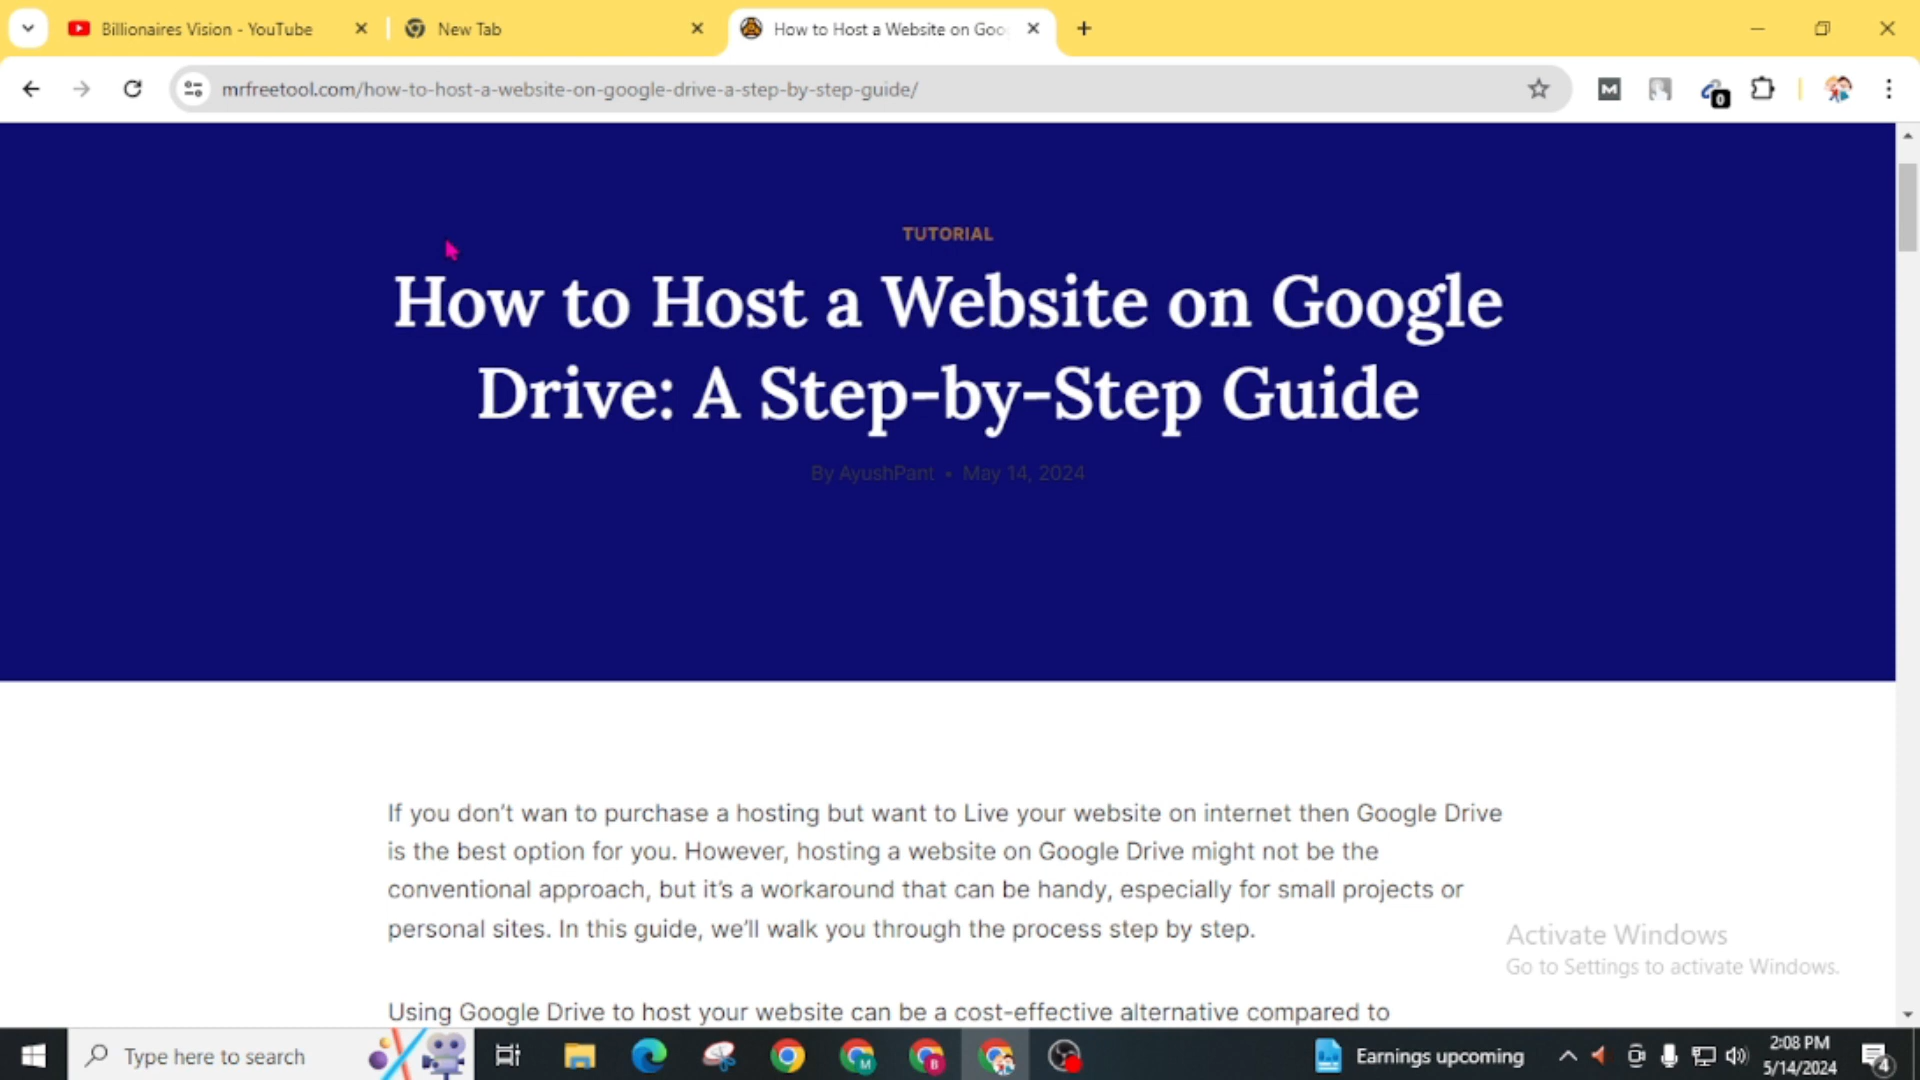 Billionaires Vision - YouTube
New Tab
How to Host a Website on Goo
mrfreetool.com/how-to-host-a-website-on-google-drive-a-step-by-step-guide/
M
0
TUTORIAL
How to Host a Website on Google
Drive: A Step-by-Step Guide
By AyushPant • May 14, 2024
If you don't wan to purchase a hosting but want to Live your website on internet then Google Drive
is the best option for you. However, hosting a website on Google Drive might not be the
conventional approach, but it's a workaround that can be handy, especially for small projects or
personal sites. In this guide, we'll walk you through the process step by step.
Using Google Drive to host your website can be a cost-effective alternative compared to
Activate Windows
Go to Settings to activate Windows.
Type here to search
M
B
Earnings upcoming
2:08 PM
5/14/2024
4